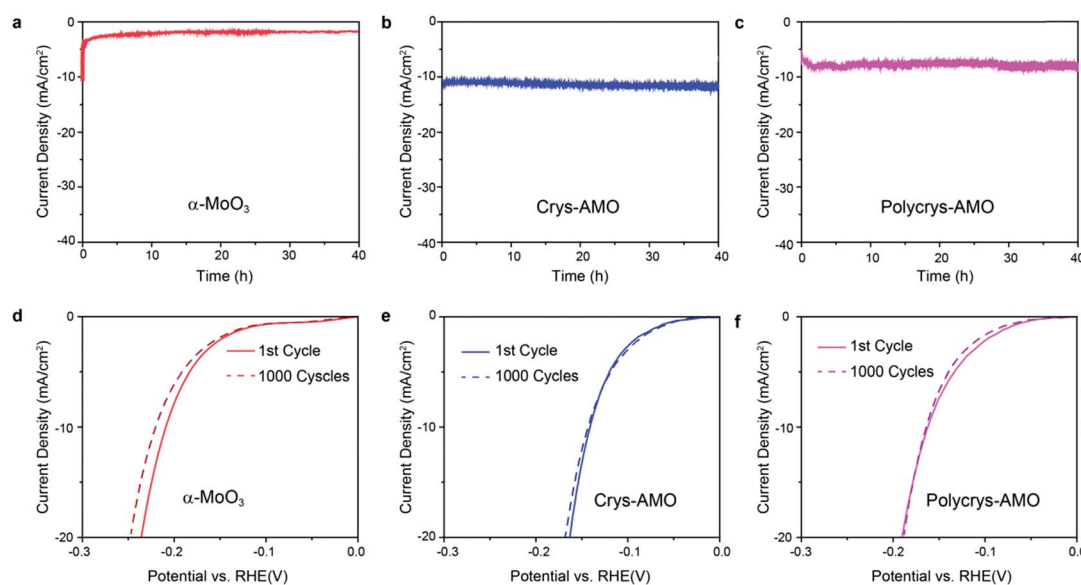 a
0
-10
-20
-30
-40
Current Density (mA/cm²)
α-MoO₃
0 10 20 30 40
Time (h)
b
0
-10
-20
-30
-40
Current Density (mA/cm²)
Crys-AMO
0 10 20 30 40
Time (h)
c
0
-10
-20
-30
-40
Current Density (mA/cm²)
Polycrys-AMO
0 10 20 30 40
Time (h)
d
0
-10
-20
Current Density (mA/cm²)
1st Cycle
1000 Cyscles
α-MoO₃
-0.3 -0.2 -0.1 0.0
Potential vs. RHE(V)
e
0
-10
-20
Current Density (mA/cm²)
1st Cycle
1000 Cycles
Crys-AMO
-0.3 -0.2 -0.1 0.0
Potential vs. RHE(V)
f
0
-10
-20
Current Density (mA/cm²)
1st Cycle
1000 Cycles
Polycrys-AMO
-0.3 -0.2 -0.1 0.0
Potential vs. RHE(V)